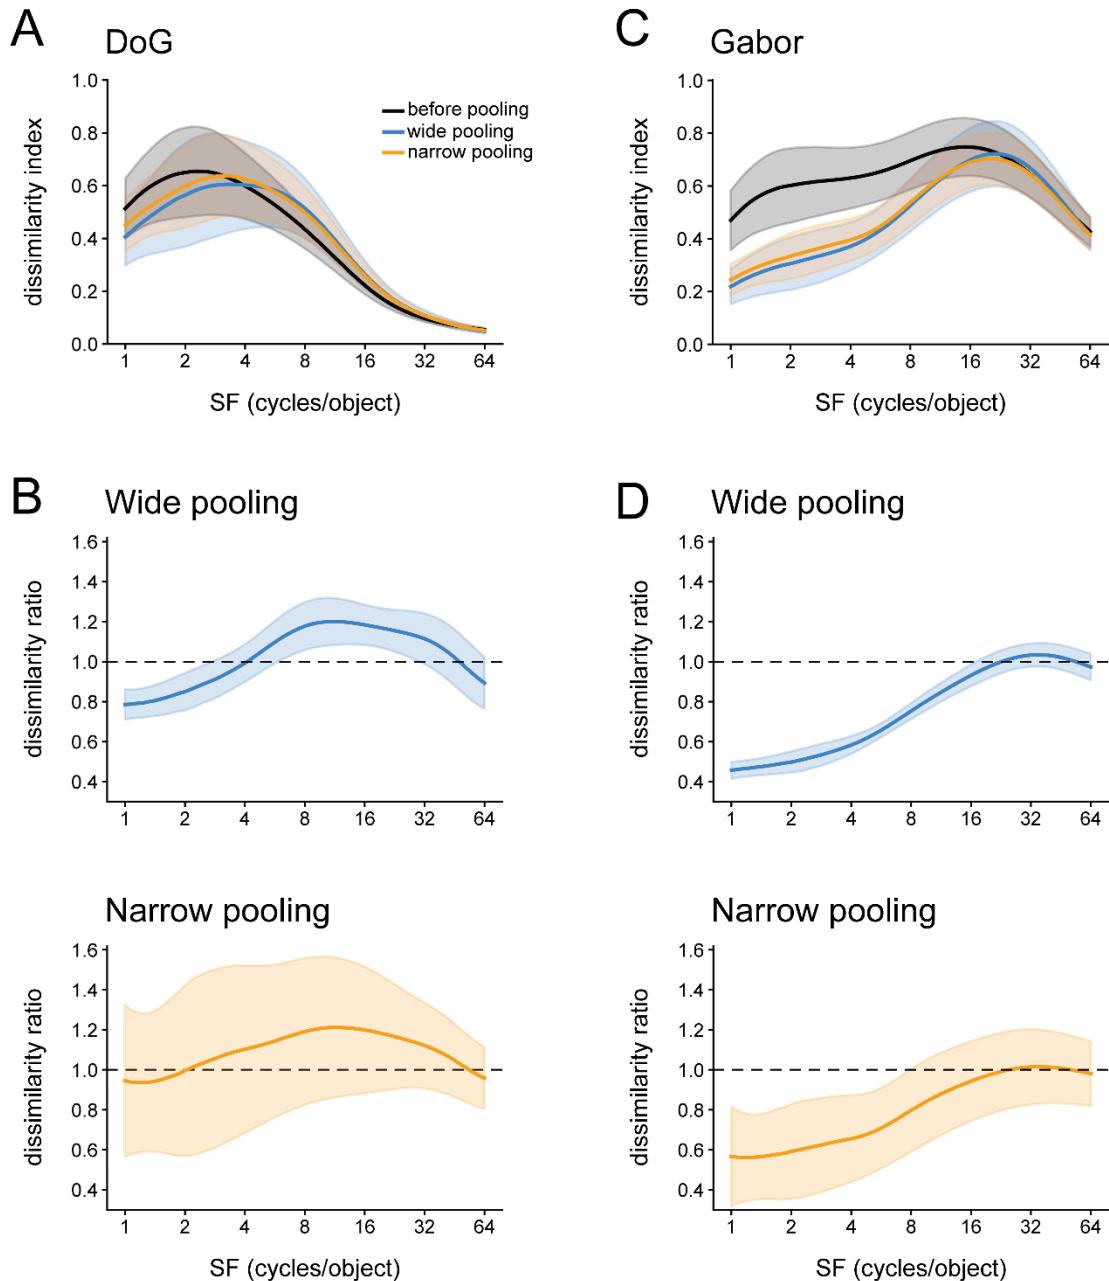 A
DoG
1.0
0.8
0.6
0.4
0.2
0.0
dissimilarity index
before pooling
wide pooling
narrow pooling
1 2 4 8 16 32 64
SF (cycles/object)
C
Gabor
1.0
0.8
0.6
0.4
0.2
0.0
dissimilarity index
1 2 4 8 16 32 64
SF (cycles/object)
B
Wide pooling
1.6
1.4
1.2
1.0
0.8
0.6
0.4
dissimilarity ratio
1 2 4 8 16 32 64
D
Wide pooling
1.6
1.4
1.2
1.0
0.8
0.6
0.4
dissimilarity ratio
1 2 4 8 16 32 64
Narrow pooling
1.6
1.4
1.2
1.0
0.8
0.6
0.4
dissimilarity ratio
1 2 4 8 16 32 64
SF (cycles/object)
Narrow pooling
1.6
1.4
1.2
1.0
0.8
0.6
0.4
dissimilarity ratio
1 2 4 8 16 32 64
SF (cycles/object)